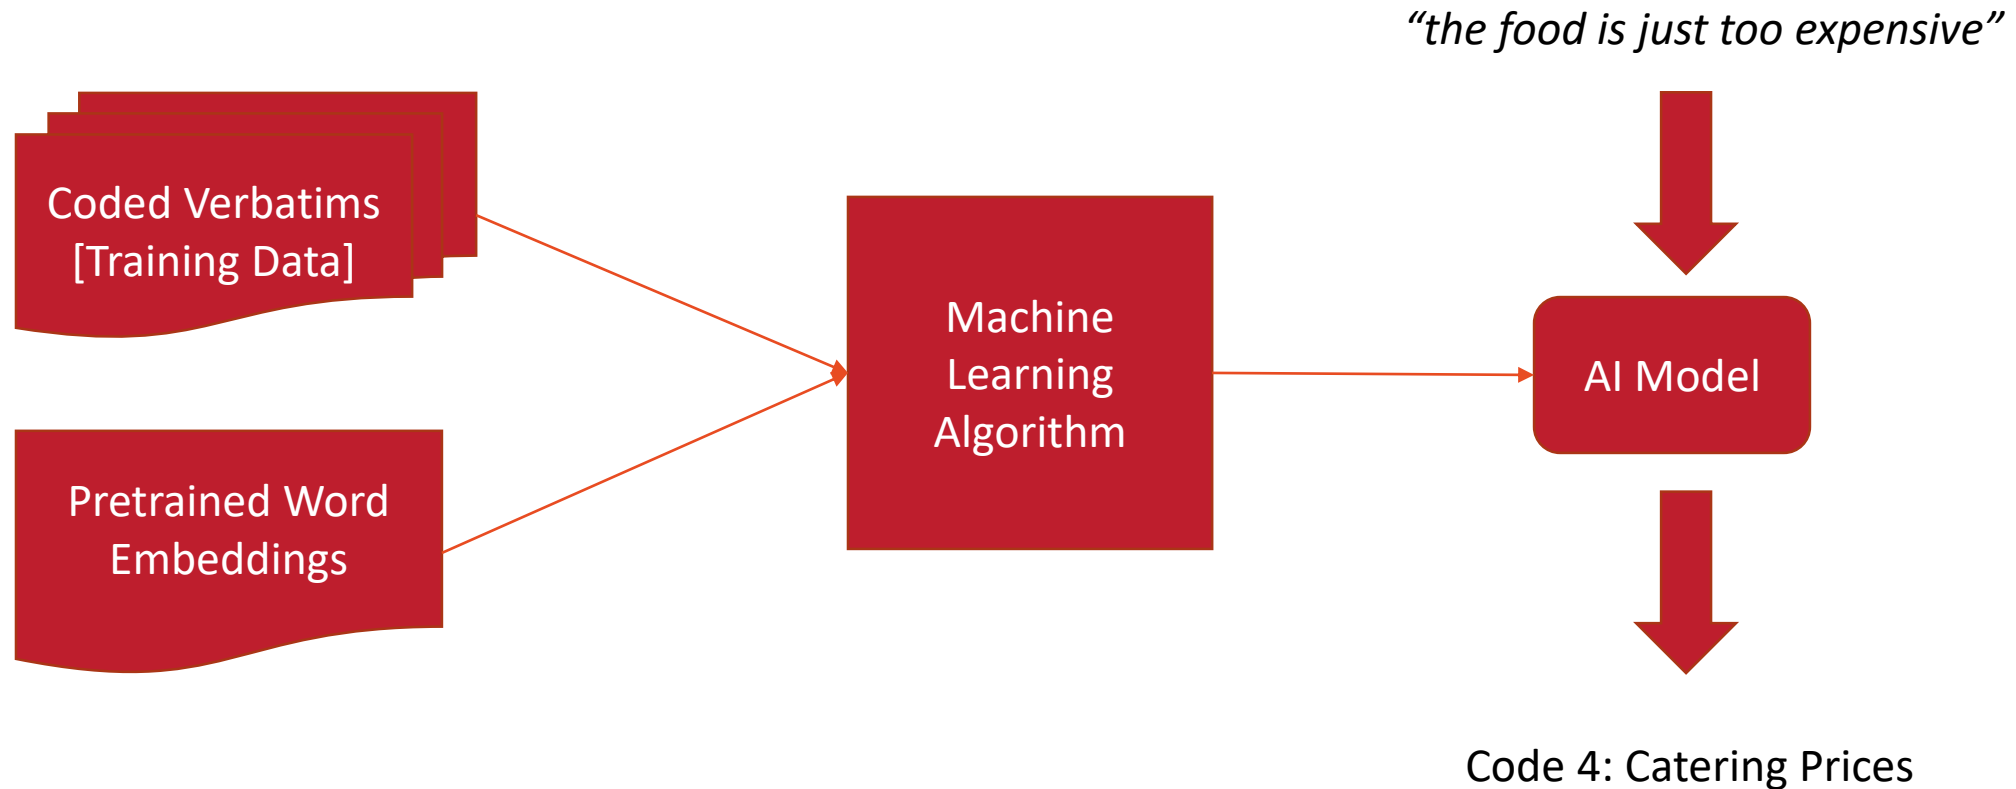 “the food is just too expensive”
Coded Verbatims
[Training Data]
Pretrained Word
Embeddings
Machine
Learning
Algorithm
AI Model
Code 4: Catering Prices